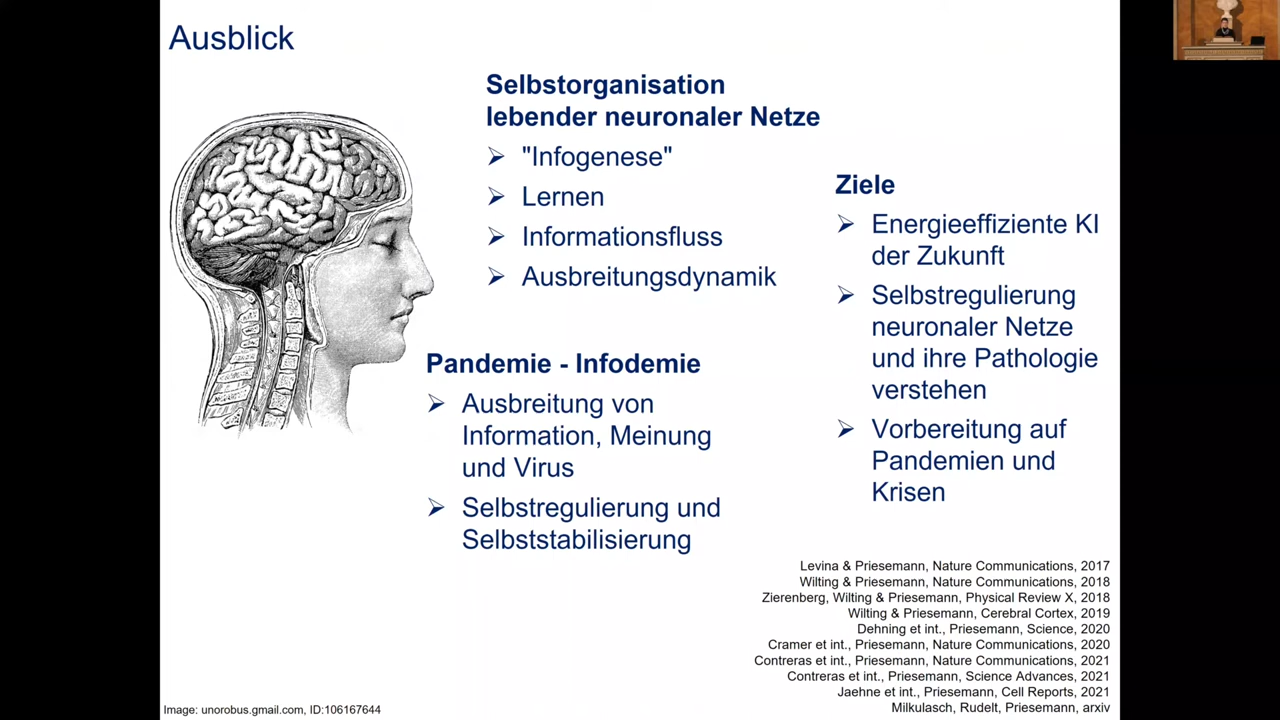 Ausblick
Selbstorganisation
lebender neuronaler Netze
"Infogenese"
Lernen
Informationsfluss
Ausbreitungsdynamik
Pandemie - Infodemie
Ausbreitung von
Information, Meinung
und Virus
Selbstregulierung und
Selbststabilisierung
Ziele
Energieeffiziente KI
der Zukunft
Selbstregulierung
neuronaler Netze
und ihre Pathologie
verstehen
Vorbereitung auf
Pandemien und
Krisen
Levina & Priesemann, Nature Communications, 2017
Wilting & Priesemann, Nature Communications, 2018
Zierenberg, Wilting & Priesemann, Physical Review X, 2018
Wilting & Priesemann, Cerebral Cortex, 2019
Dehning et int., Priesemann, Science, 2020
Cramer et int., Priesemann, Nature Communications, 2020
Contreras et int., Priesemann, Nature Communications, 2021
Contreras et int., Priesemann, Science Advances, 2021
Jaehne et int., Priesemann, Cell Reports, 2021
Milkulasch, Rudelt, Priesemann, arxiv
Image: unorobus.gmail.com, ID:106167644